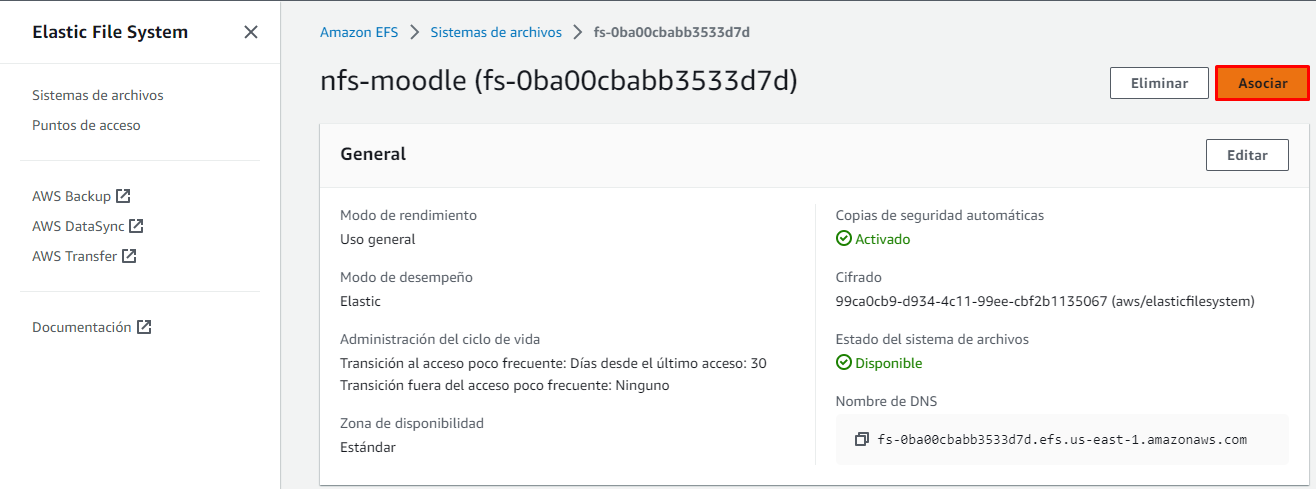 Elastic File System
Sistemas de archivos
Puntos de acceso
AWS Backup
AWS DataSync
AWS Transfer
Documentación
Amazon EFS > Sistemas de archivos > fs-0ba00cbabb3533d7d
nfs-moodle (fs-0ba00cbabb3533d7d)
Eliminar
Asociar
General
Editar
Modo de rendimiento
Uso general
Modo de desempeño
Elastic
Administración del ciclo de vida
Transición al acceso poco frecuente: Días desde el último acceso: 30
Transición fuera del acceso poco frecuente: Ninguno
Zona de disponibilidad
Estándar
Copias de seguridad automáticas
Activado
Cifrado
99ca0cb9-d934-4c11-99ee-cbf2b1135067 (aws/elasticfilesystem)
Estado del sistema de archivos
Disponible
Nombre de DNS
fs-0ba00cbabb3533d7d.efs.us-east-1.amazonaws.com